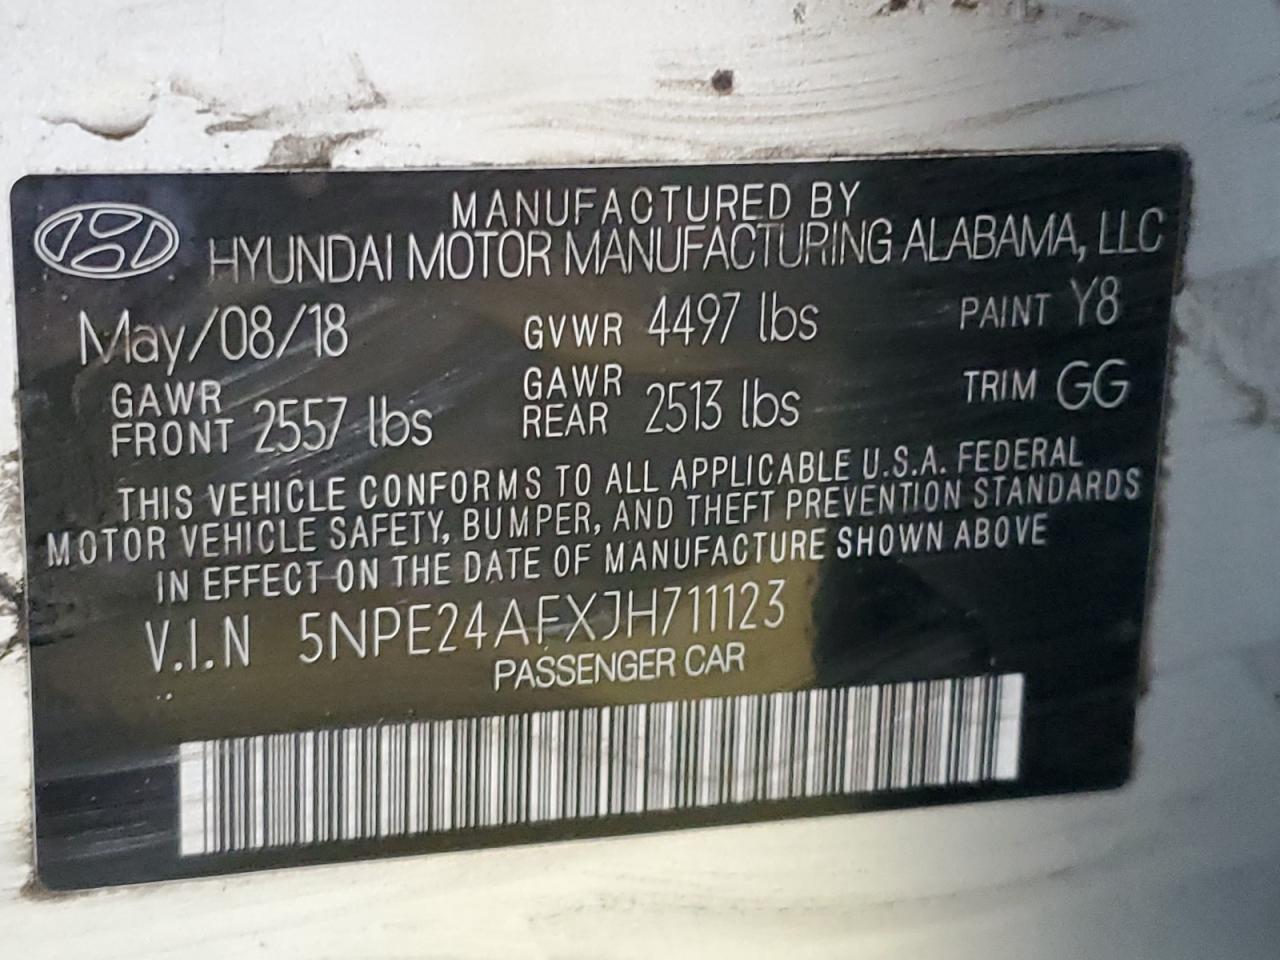 MANUFACTURED BY
HYUNDAI MOTOR MANUFACTURING ALABAMA, LLC
May/08/18 GVWR 4497 lbs PAINT Y8
GAWR FRONT 2557 lbs GAWR REAR 2513 lbs TRIM GG
THIS VEHICLE CONFORMS TO ALL APPLICABLE U.S.A. FEDERAL
MOTOR VEHICLE SAFETY, BUMPER, AND THEFT PREVENTION STANDARDS
IN EFFECT ON THE DATE OF MANUFACTURE SHOWN ABOVE
V.I.N 5NPE24AFXJH711123
PASSENGER CAR